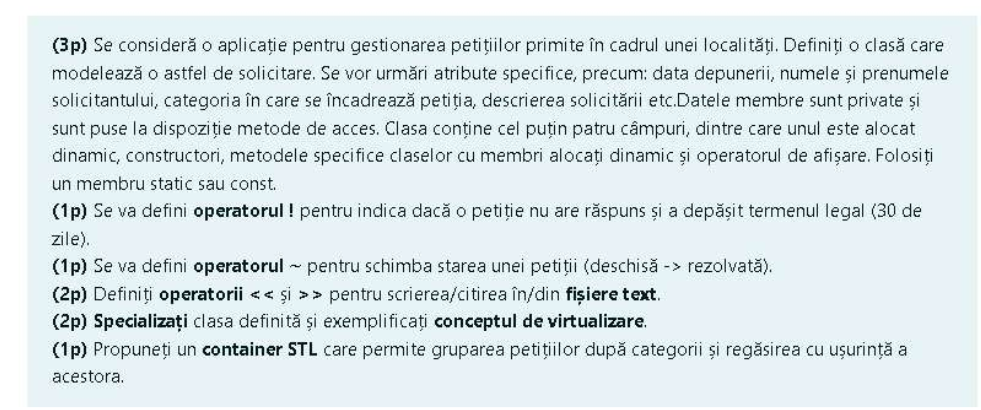 (3p) Se consideră o aplicație pentru gestionarea petițiilor primite în cadrul unei localități. Definiți o clasă care
modelează o astfel de solicitare. Se vor urmări atribute specifice, precum: data depunerii, numele și prenumele
solicitantului, categoria în care se încadrează petiția, descrierea solicitării etc.Datele membre sunt private și
sunt puse la dispoziție metode de acces. Clasa conține cel puțin patru câmpuri, dintre care unul este alocat
dinamic, constructori, metodele specifice claselor cu membri alocați dinamic și operatorul de afișare. Folosiți
un membru static sau const.
(1p) Se va defini operatorul ! pentru indica dacă o petiție nu are răspuns și a depășit termenul legal (30 de
zile).
(1p) Se va defini operatorul ~ pentru schimba starea unei petiții (deschisă -> rezolvată).
(2p) Definiți operatorii << și >> pentru scrierea/citirea în/din fișiere text.
(2p) Specializați clasa definită și exemplificați conceptul de virtualizare.
(1p) Propuneți un container STL care permite gruparea petițiilor după categorii și regăsirea cu ușurință a
acestora.